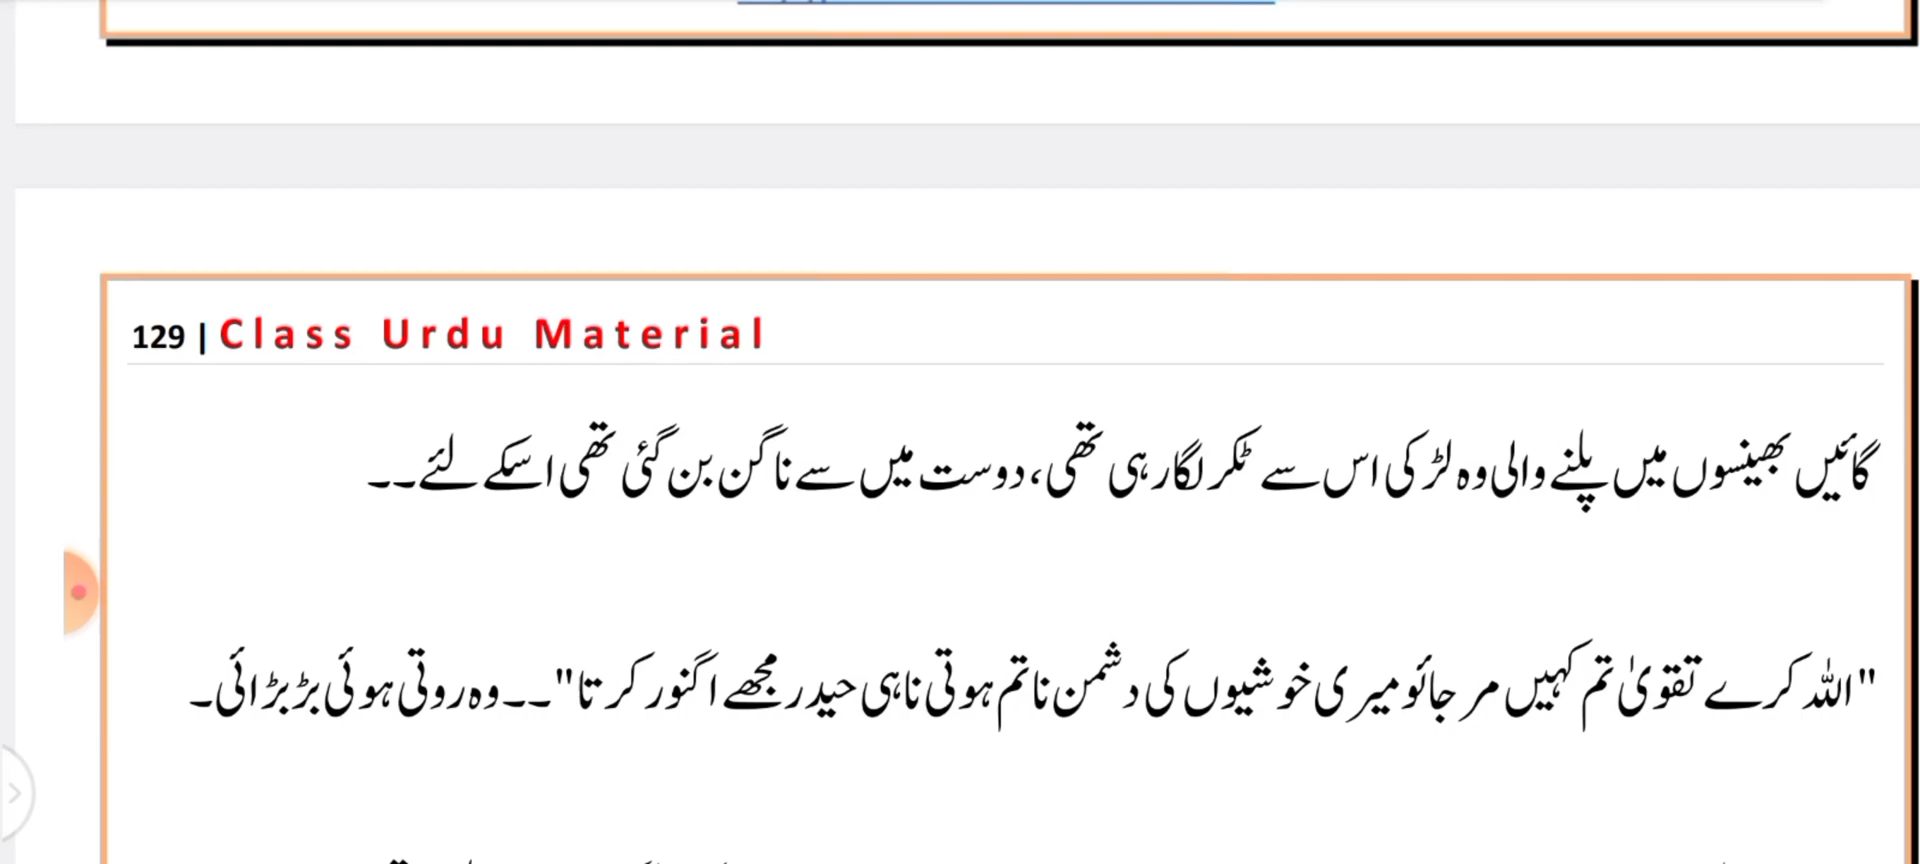 129 | Class Urdu Material
گائیں بھینسوں میں پلنے والی وہ لڑکی اس سے ٹکر لگا رہی تھی، دوست میں سے ناگن بن گئی تھی اسکے لئے۔۔
"اللہ کرے تقویٰ تم کہیں مر جائو میری خوشیوں کی دشمن نا تم ہوتی نا ہی حیدر مجھے اگنور کرتا"۔۔وہ روتی ہوئی بڑبڑائی۔